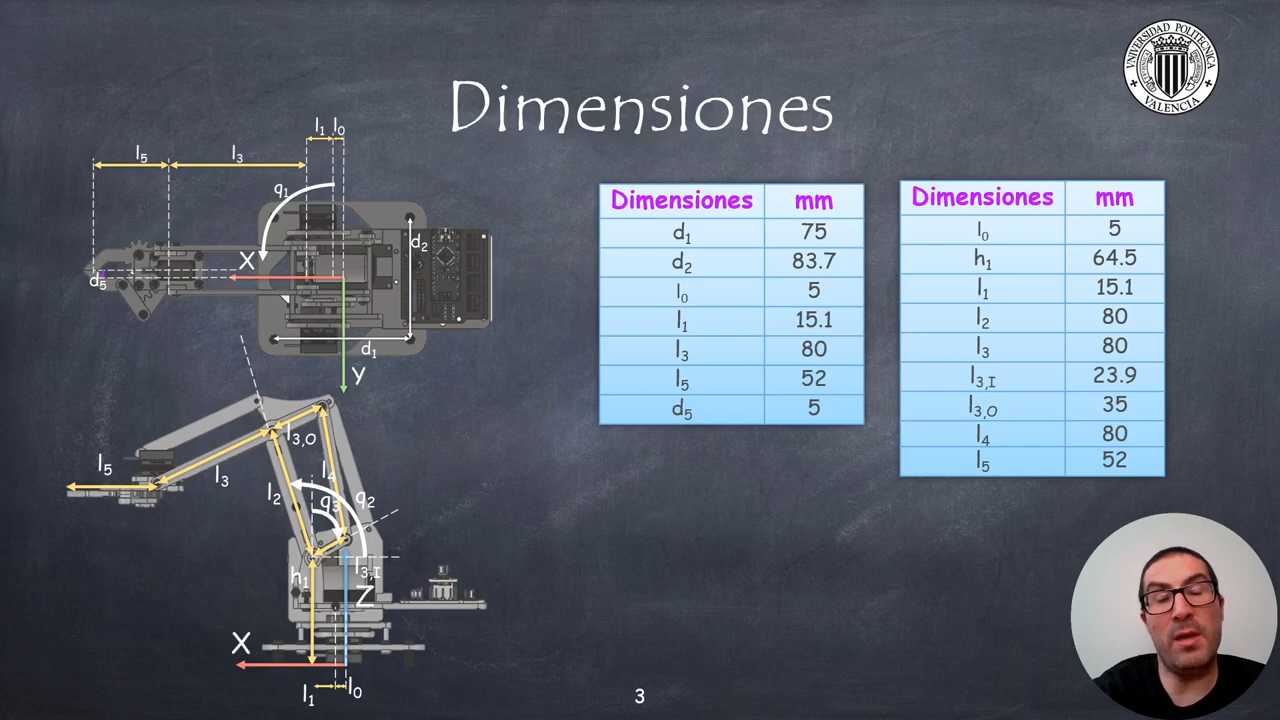 Dimensiones
UNIVERSIDAD POLITECNICA
VALENCIA
l₁ l₀
l₅ l₃
q₁
d₂
X
d₅
d₁
Y
l₃,O
l₅
l₃
l₄
l₂
q₃ q₂
l₃,I
h₁
Z
X
l₁ l₀
Dimensiones mm
d₁ 75
d₂ 83.7
l₀ 5
l₁ 15.1
l₃ 80
l₅ 52
d₅ 5
Dimensiones mm
l₀ 5
h₁ 64.5
l₁ 15.1
l₂ 80
l₃ 80
l₃,I 23.9
l₃,O 35
l₄ 80
l₅ 52
3